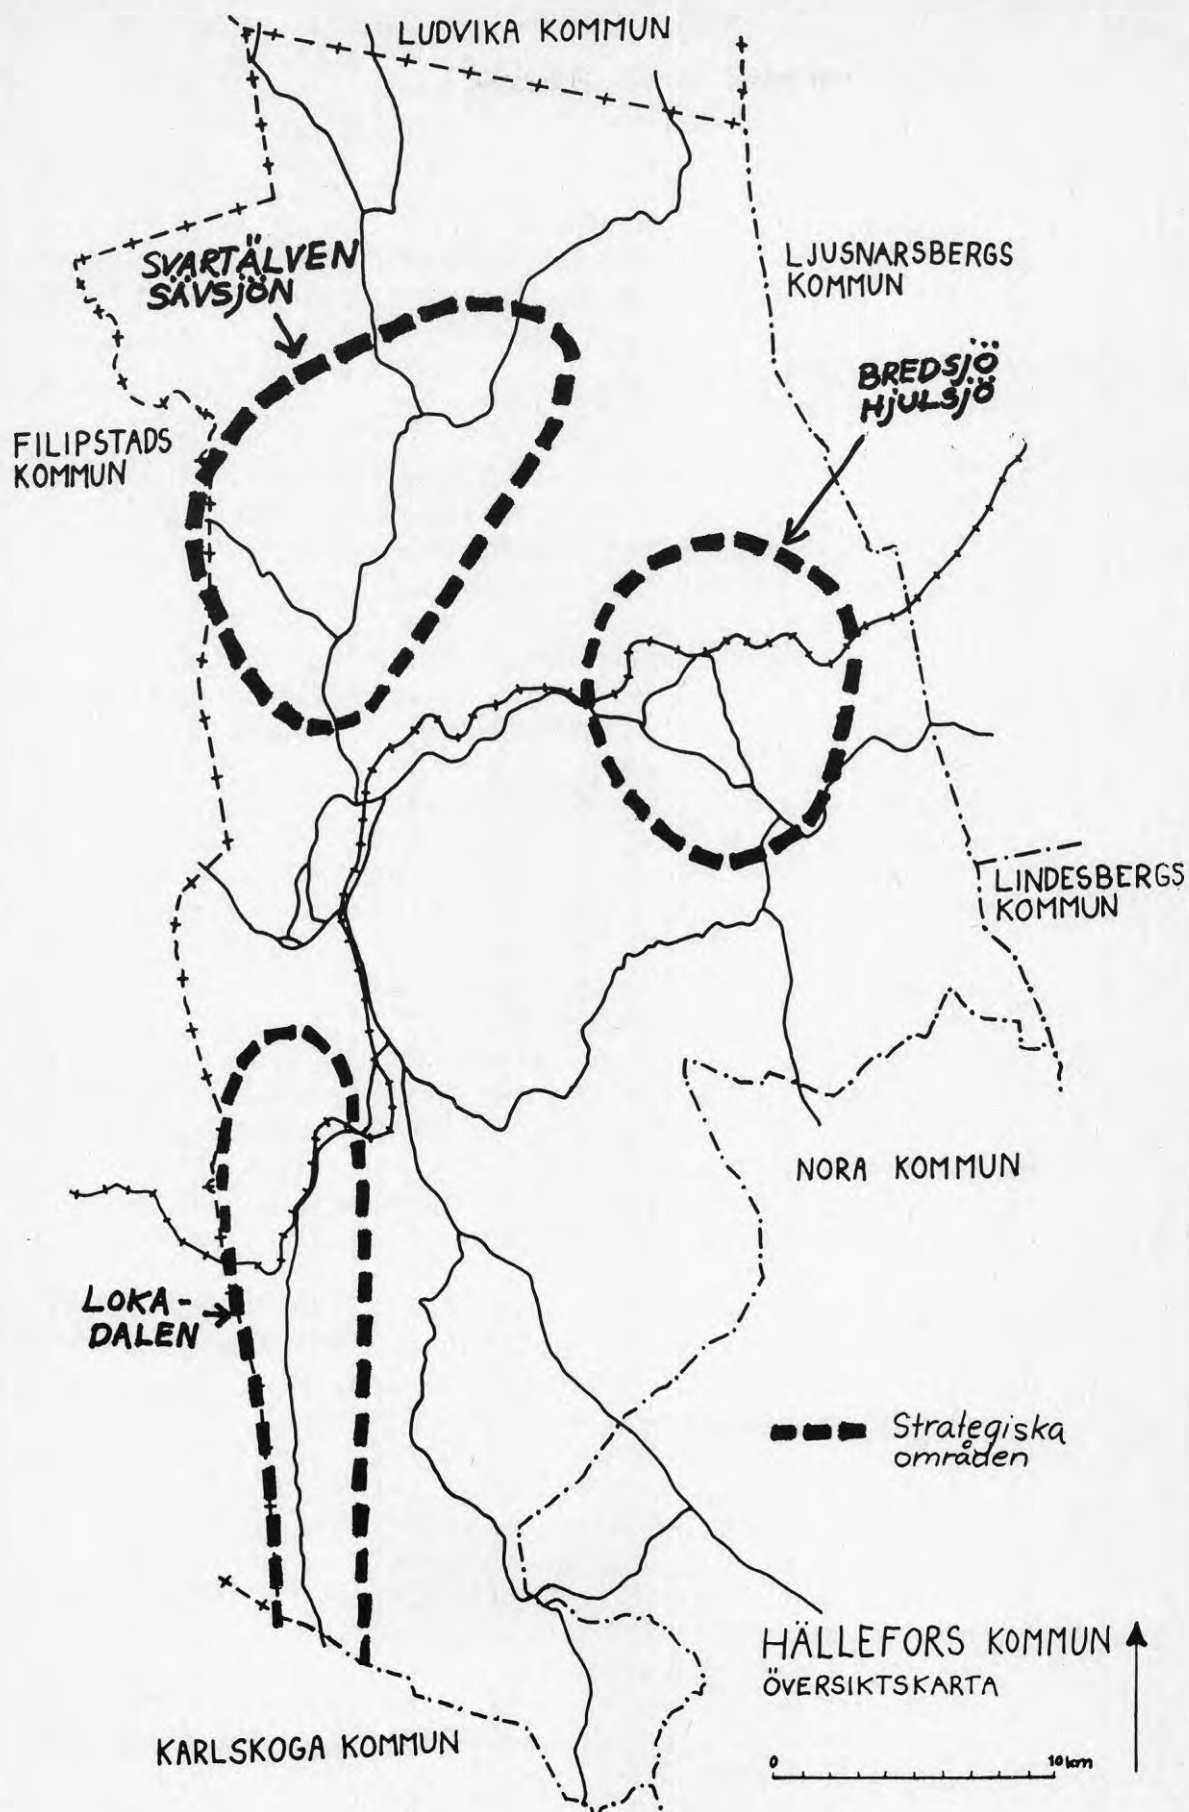 LUDVIKA KOMMUN
SVARTÄLVEN
SÄVSJÖN
LJUSNARSBERGS
KOMMUN
BREDSJÖ
HJULSJÖ
FILIPSTADS
KOMMUN
LINDESBERGS
KOMMUN
NORA KOMMUN
LOKA-
DALEN
Strategiska
områden
HÄLLEFORS KOMMUN
ÖVERSIKTSKARTA
KARLSKOGA KOMMUN
0 10 km